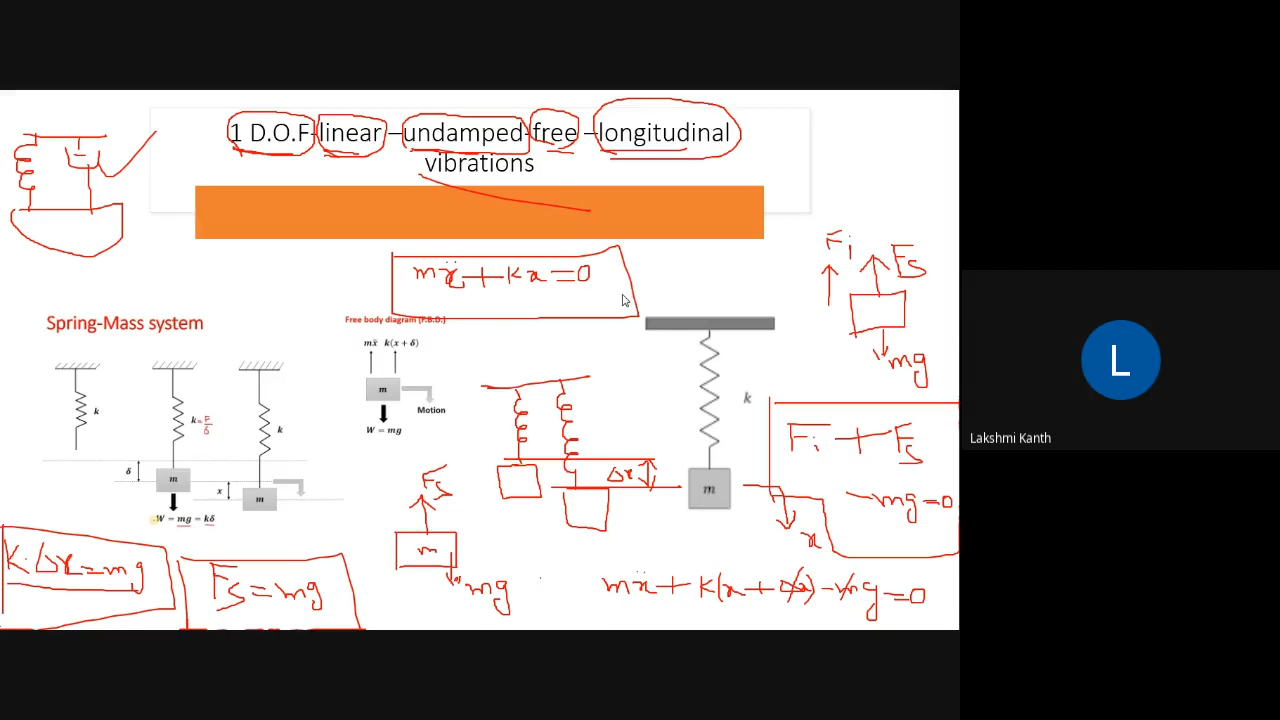 1 D.O.F-linear –undamped-free –longitudinal
vibrations
mẍ + kx = 0
Fi
Fs
mg
Spring-Mass system
Free body diagram (F.B.D.)
mẍ k(x + δ)
m
Motion
W = mg
k
k=F/δ
k
δ
m
x
m
W = mg = kδ
Δx
k
m
x
Fi + Fs
- mg = 0
Fs
m
mg
K.Δx = mg
Fs = mg
mẍ + k(x + Δx) - mg = 0
L
Lakshmi Kanth